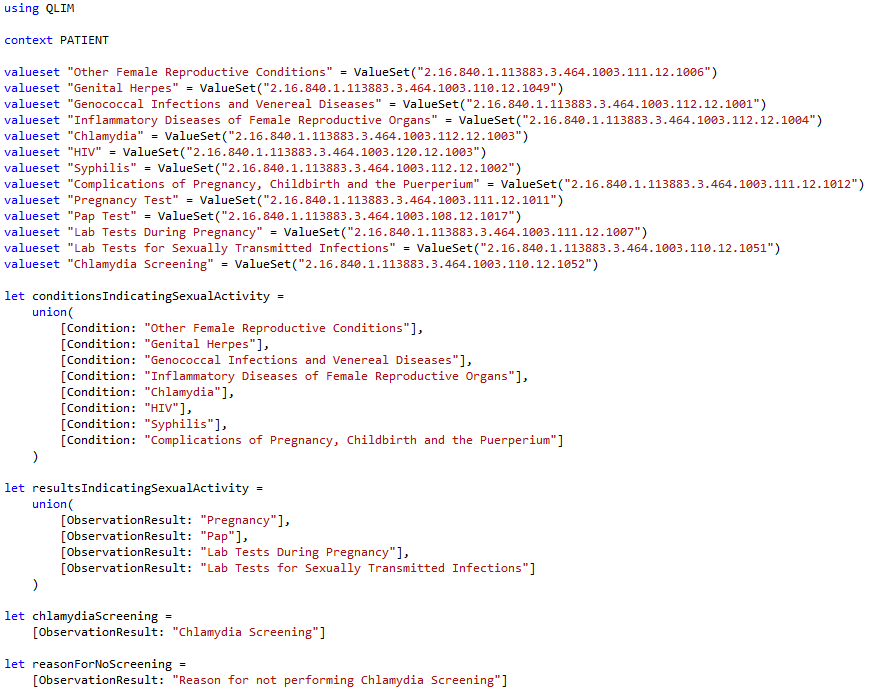 using QLIM
context PATIENT
valueset "Other Female Reproductive Conditions" = ValueSet("2.16.840.1.113883.3.464.1003.111.12.1006")
valueset "Genital Herpes" = ValueSet("2.16.840.1.113883.3.464.1003.110.12.1049")
valueset "Genococcal Infections and Venereal Diseases" = ValueSet("2.16.840.1.113883.3.464.1003.112.12.1001")
valueset "Inflammatory Diseases of Female Reproductive Organs" = ValueSet("2.16.840.1.113883.3.464.1003.112.12.1004")
valueset "Chlamydia" = ValueSet("2.16.840.1.113883.3.464.1003.112.12.1003")
valueset "HIV" = ValueSet("2.16.840.1.113883.3.464.1003.120.12.1003")
valueset "Syphilis" = ValueSet("2.16.840.1.113883.3.464.1003.112.12.1002")
valueset "Complications of Pregnancy, Childbirth and the Puerperium" = ValueSet("2.16.840.1.113883.3.464.1003.111.12.1012")
valueset "Pregnancy Test" = ValueSet("2.16.840.1.113883.3.464.1003.111.12.1011")
valueset "Pap Test" = ValueSet("2.16.840.1.113883.3.464.1003.108.12.1017")
valueset "Lab Tests During Pregnancy" = ValueSet("2.16.840.1.113883.3.464.1003.111.12.1007")
valueset "Lab Tests for Sexually Transmitted Infections" = ValueSet("2.16.840.1.113883.3.464.1003.110.12.1051")
valueset "Chlamydia Screening" = ValueSet("2.16.840.1.113883.3.464.1003.110.12.1052")
let conditionsIndicatingSexualActivity =
union(
[Condition: "Other Female Reproductive Conditions"],
[Condition: "Genital Herpes"],
[Condition: "Genococcal Infections and Venereal Diseases"],
[Condition: "Inflammatory Diseases of Female Reproductive Organs"],
[Condition: "Chlamydia"],
[Condition: "HIV"],
[Condition: "Syphilis"],
[Condition: "Complications of Pregnancy, Childbirth and the Puerperium"]
)
let resultsIndicatingSexualActivity =
union(
[ObservationResult: "Pregnancy"],
[ObservationResult: "Pap"],
[ObservationResult: "Lab Tests During Pregnancy"],
[ObservationResult: "Lab Tests for Sexually Transmitted Infections"]
)
let chlamydiaScreening =
[ObservationResult: "Chlamydia Screening"]
let reasonForNoScreening =
[ObservationResult: "Reason for not performing Chlamydia Screening"]